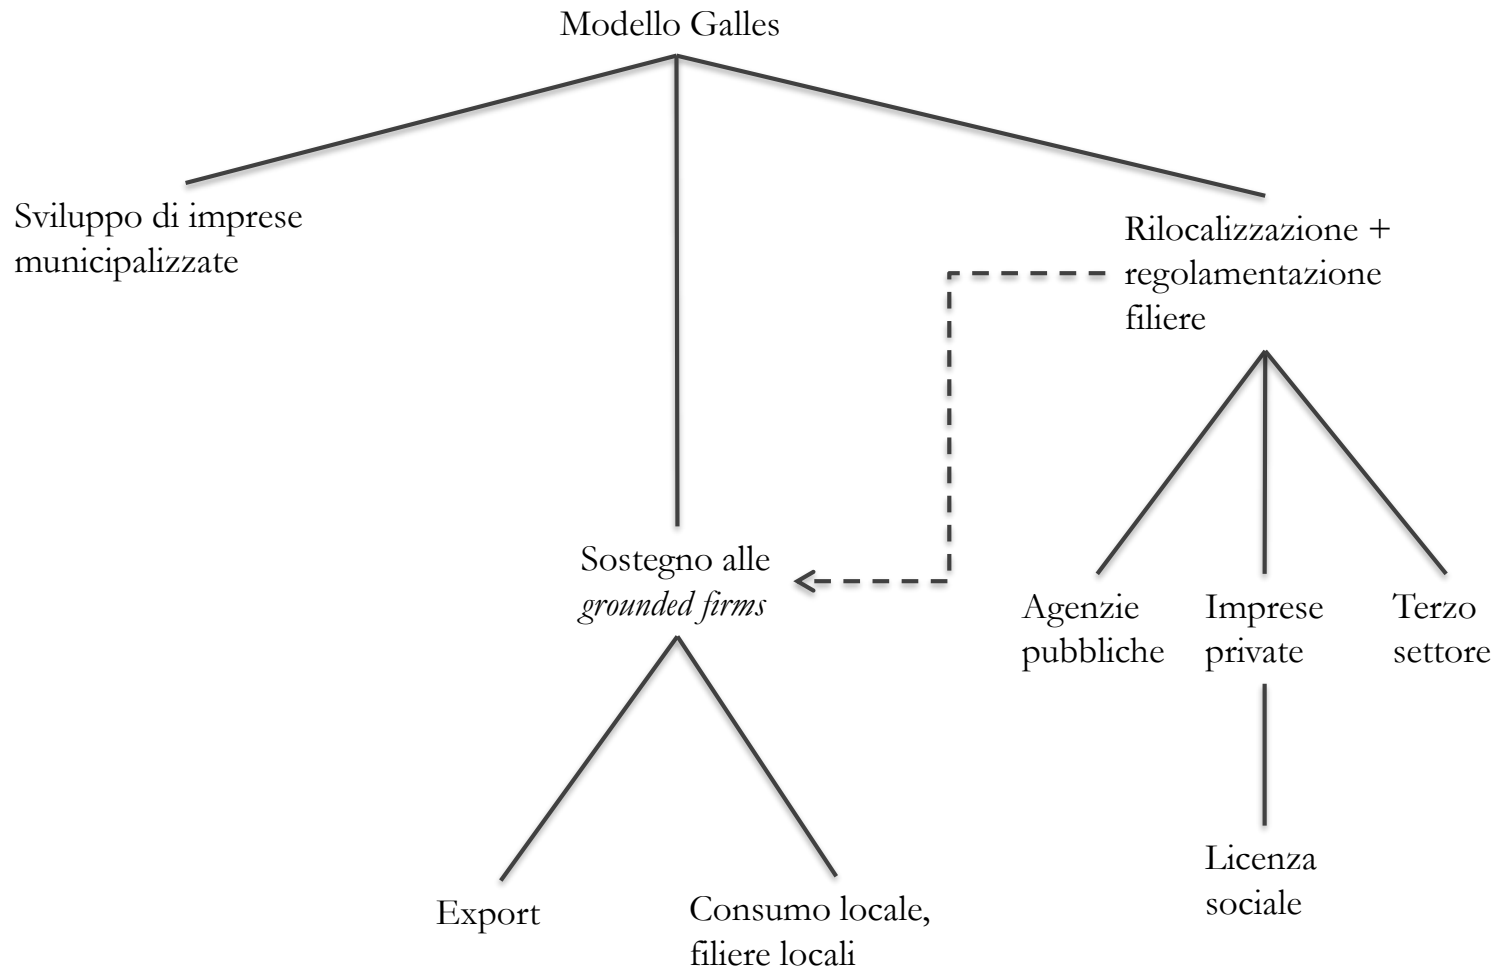 Modello Galles
Sviluppo di imprese
municipalizzate
Rilocalizzazione +
regolamentazione
filiere
Sostegno alle
grounded firms
Agenzie
pubbliche
Imprese
private
Terzo
settore
Licenza
sociale
Export
Consumo locale,
filiere locali